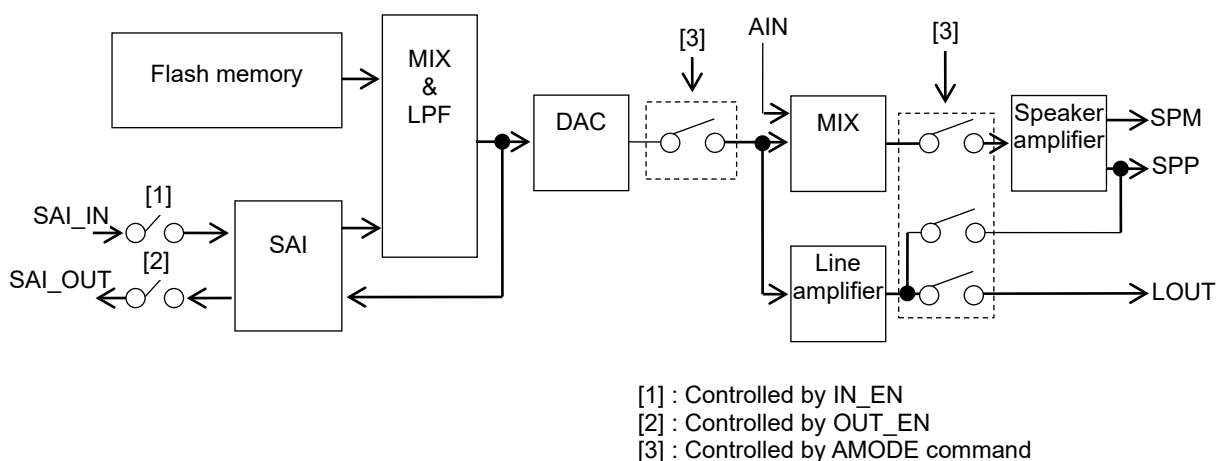 [3]
AIN
[3]
Flash memory
MIX
&
LPF
DAC
MIX
Speaker
amplifier
SPM
SPP
SAI_IN
[1]
SAI
SAI_OUT
[2]
Line
amplifier
LOUT
[1] : Controlled by IN_EN
[2] : Controlled by OUT_EN
[3] : Controlled by AMODE command